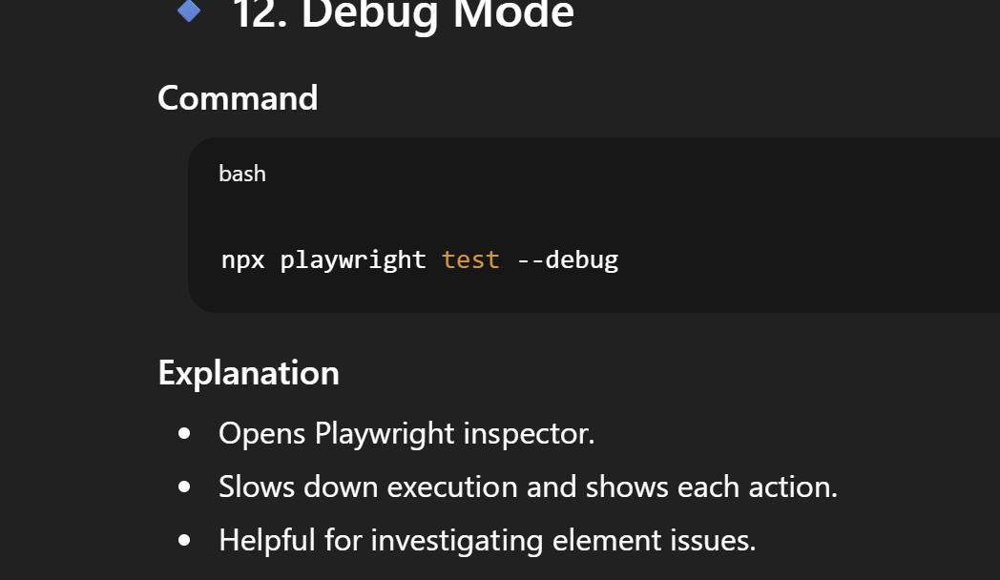 12. Debug Mode
Command
bash
npx playwright test --debug
Explanation
Opens Playwright inspector.
Slows down execution and shows each action.
Helpful for investigating element issues.